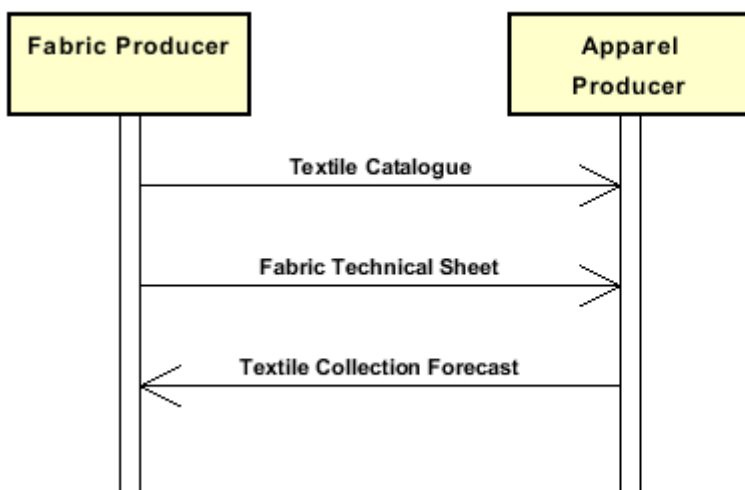 Fabric Producer
Apparel
Producer
Textile Catalogue
Fabric Technical Sheet
Textile Collection Forecast